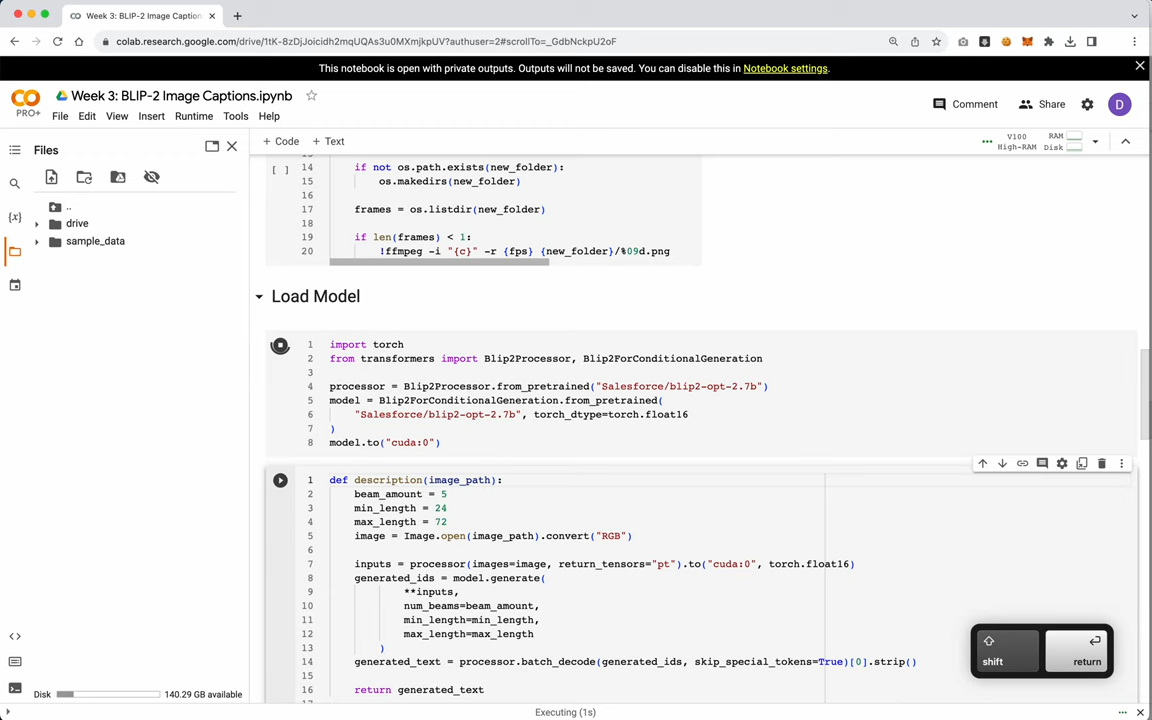 Week 3: BLIP-2 Image Caption
colab.research.google.com/drive/1tK-8zDjJoicidh2mqUQAs3u0MXmjkpUV?authuser=2#scrollTo=_GdbNckpU2oF
This notebook is open with private outputs. Outputs will not be saved. You can disable this in Notebook settings.
PRO+
Week 3: BLIP-2 Image Captions.ipynb
File Edit View Insert Runtime Tools Help
Comment Share D
Files
+ Code + Text
V100 High-RAM
RAM
Disk
..
drive
sample_data
14 if not os.path.exists(new_folder):
15 os.makedirs(new_folder)
16
17 frames = os.listdir(new_folder)
18
19 if len(frames) < 1:
20 !ffmpeg -i "{c}" -r {fps} {new_folder}/%09d.png
Load Model
1 import torch
2 from transformers import Blip2Processor, Blip2ForConditionalGeneration
3
4 processor = Blip2Processor.from_pretrained("Salesforce/blip2-opt-2.7b")
5 model = Blip2ForConditionalGeneration.from_pretrained(
6 "Salesforce/blip2-opt-2.7b", torch_dtype=torch.float16
7 )
8 model.to("cuda:0")
1 def description(image_path):
2 beam_amount = 5
3 min_length = 24
4 max_length = 72
5 image = Image.open(image_path).convert("RGB")
6
7 inputs = processor(images=image, return_tensors="pt").to("cuda:0", torch.float16)
8 generated_ids = model.generate(
9 **inputs,
10 num_beams=beam_amount,
11 min_length=min_length,
12 max_length=max_length
13 )
14 generated_text = processor.batch_decode(generated_ids, skip_special_tokens=True)[0].strip()
15
16 return generated_text
shift return
Disk 140.29 GB available
Executing (1s)